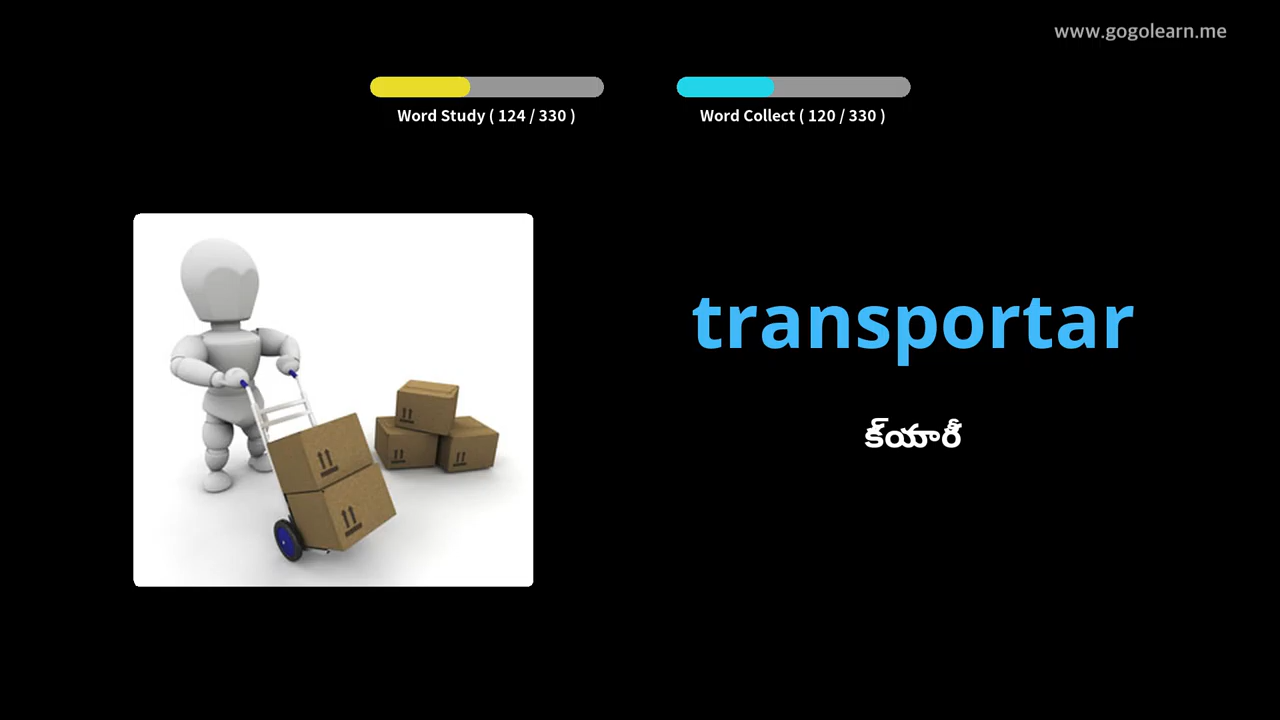 www.gogolearn.me
Word Study ( 124 / 330 )
Word Collect ( 120 / 330 )
transportar
క్‌యారీ